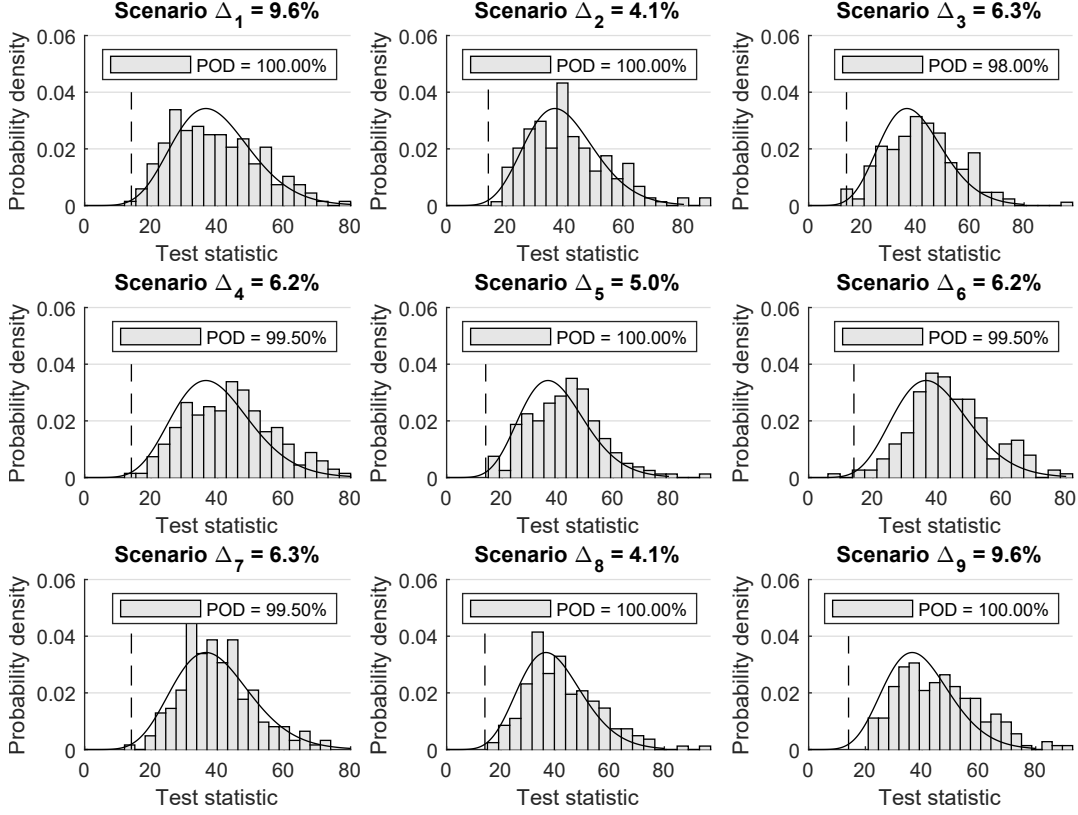 Scenario Δ1 = 9.6%
Scenario Δ2 = 4.1%
Scenario Δ3 = 6.3%
Probability density
0.06
0.04
0.02
0
POD = 100.00%
0 20 40 60 80
Test statistic
Probability density
0.06
0.04
0.02
0
POD = 100.00%
0 20 40 60 80
Test statistic
Probability density
0.06
0.04
0.02
0
POD = 98.00%
0 20 40 60 80
Test statistic
Scenario Δ4 = 6.2%
Scenario Δ5 = 5.0%
Scenario Δ6 = 6.2%
Probability density
0.06
0.04
0.02
0
POD = 99.50%
0 20 40 60 80
Test statistic
Probability density
0.06
0.04
0.02
0
POD = 100.00%
0 20 40 60 80
Test statistic
Probability density
0.06
0.04
0.02
0
POD = 99.50%
0 20 40 60 80
Test statistic
Scenario Δ7 = 6.3%
Scenario Δ8 = 4.1%
Scenario Δ9 = 9.6%
Probability density
0.06
0.04
0.02
0
POD = 99.50%
0 20 40 60 80
Test statistic
Probability density
0.06
0.04
0.02
0
POD = 100.00%
0 20 40 60 80
Test statistic
Probability density
0.06
0.04
0.02
0
POD = 100.00%
0 20 40 60 80
Test statistic